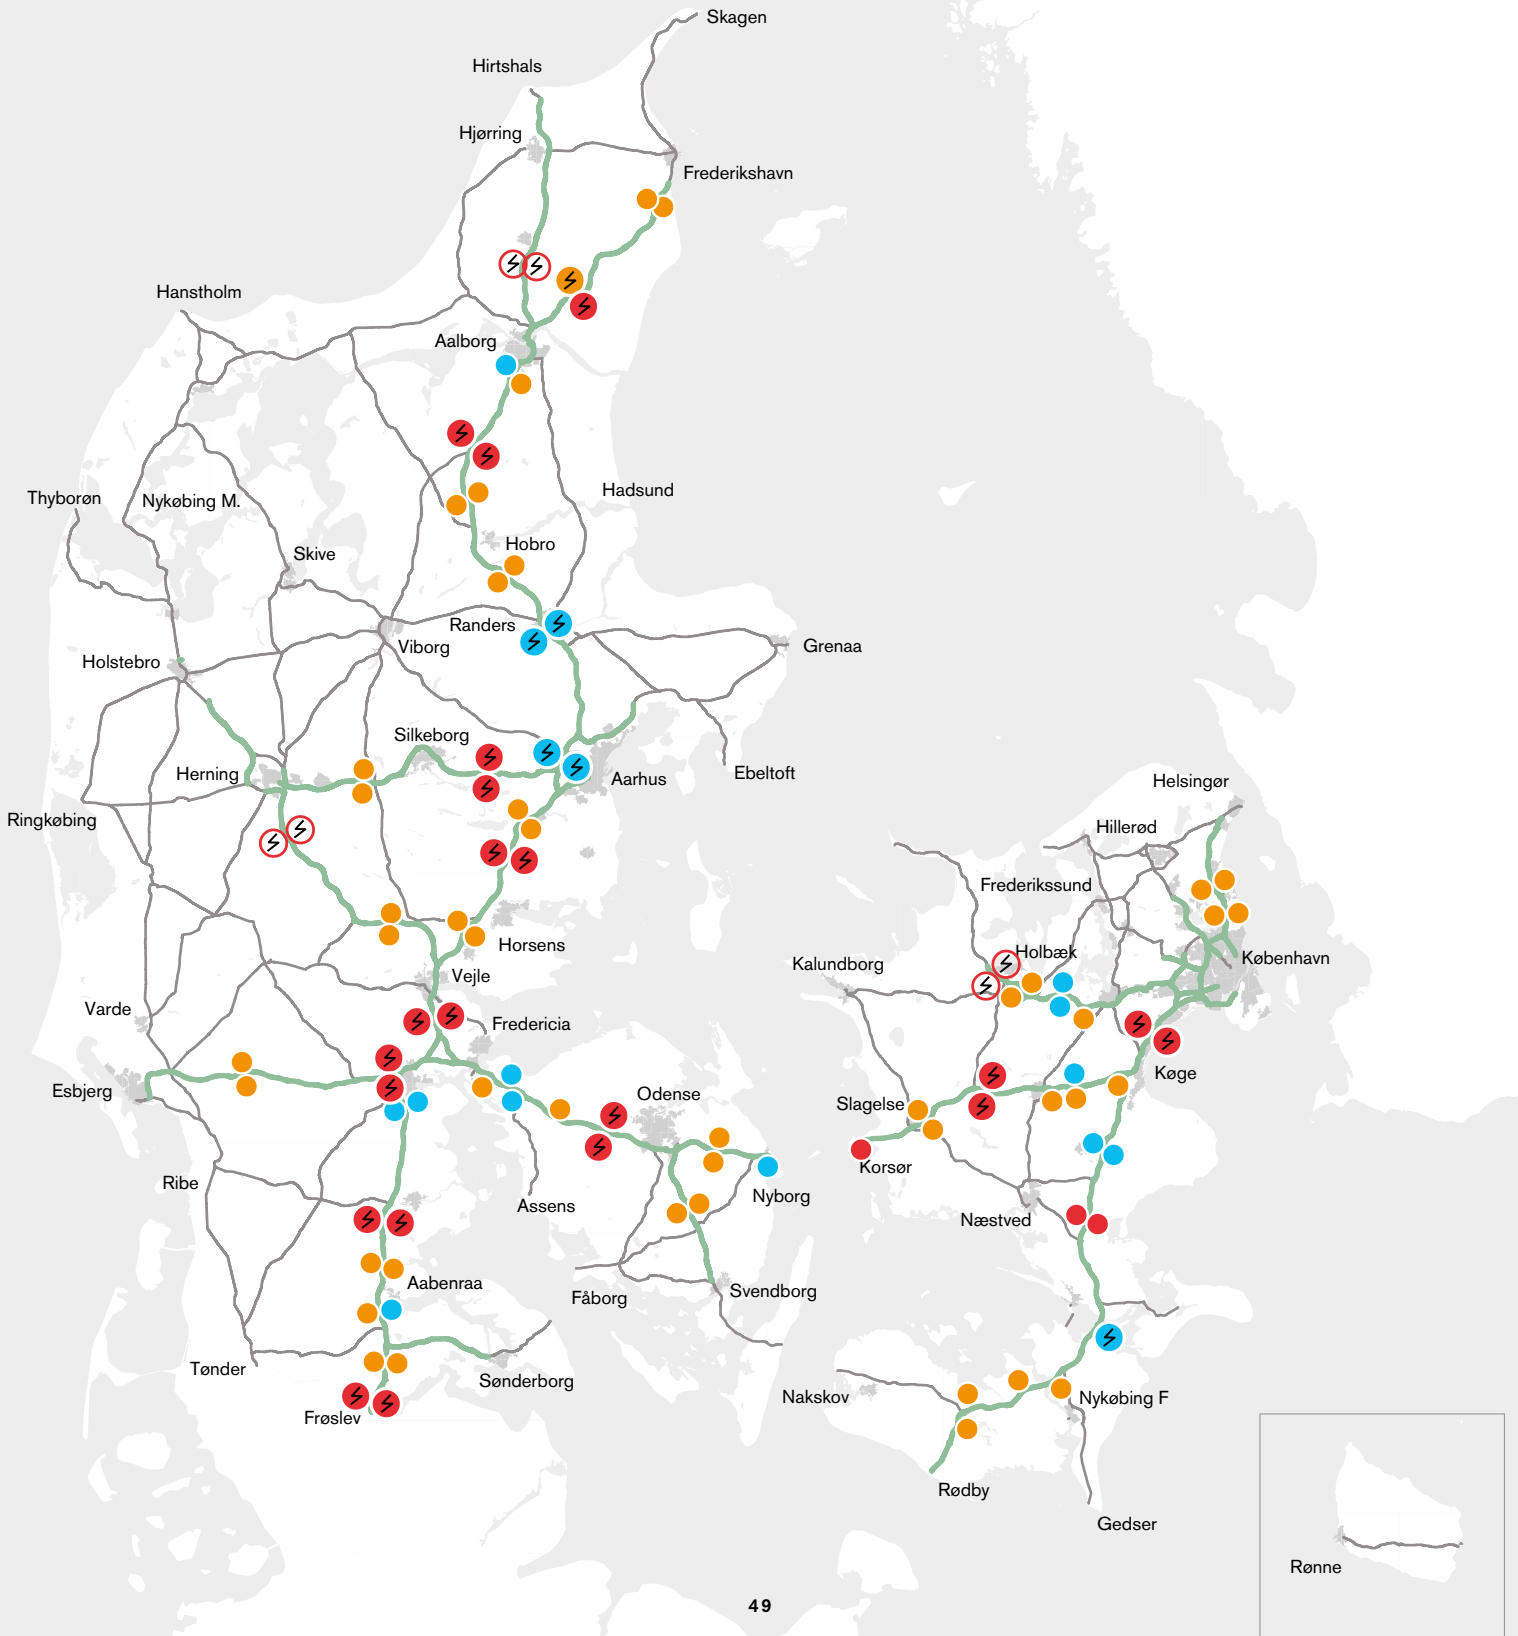 Skagen
Hirtshals
Hjørring
Frederikshavn
Hanstholm
Aalborg
Thyborøn
Nykøbing M.
Hadsund
Skive
Hobro
Randers
Viborg
Grenaa
Holstebro
Silkeborg
Herning
Aarhus
Ebeltoft
Helsingør
Ringkøbing
Hillerød
Frederikssund
Horsens
Holbæk
København
Kalundborg
Vejle
Varde
Fredericia
Køge
Esbjerg
Odense
Slagelse
Korsør
Ribe
Nyborg
Assens
Næstved
Aabenraa
Svendborg
Fåborg
Tønder
Sønderborg
Nakskov
Nykøbing F
Frøslev
Rødby
Gedser
Rønne
49